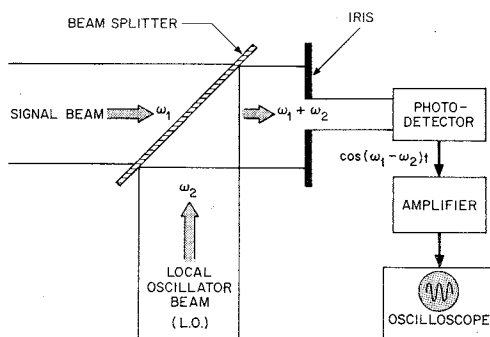 BEAM SPLITTER
IRIS
SIGNAL BEAM
ω₁
ω₁ + ω₂
PHOTO-
DETECTOR
cos(ω₁-ω₂)t
ω₂
AMPLIFIER
LOCAL
OSCILLATOR
BEAM
(L.O.)
OSCILLOSCOPE